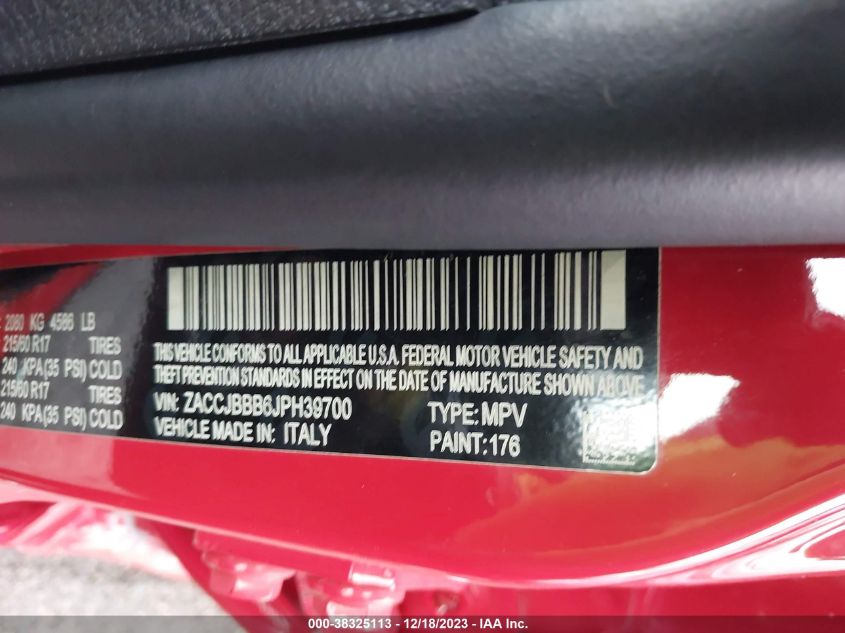 : 2080 KG 4586 LB
215/60 R17 TIRES
240 KPA(35 PSI) COLD
215/60 R17 TIRES
240 KPA(35 PSI) COLD
THIS VEHICLE CONFORMS TO ALL APPLICABLE U.S.A. FEDERAL MOTOR VEHICLE SAFETY AND
THEFT PREVENTION STANDARDS IN EFFECT ON THE DATE OF MANUFACTURE SHOWN ABOVE
VIN: ZACCJBBB6JPH39700 TYPE: MPV
VEHICLE MADE IN: ITALY PAINT: 176
000-38325113 - 12/18/2023 - IAA Inc.